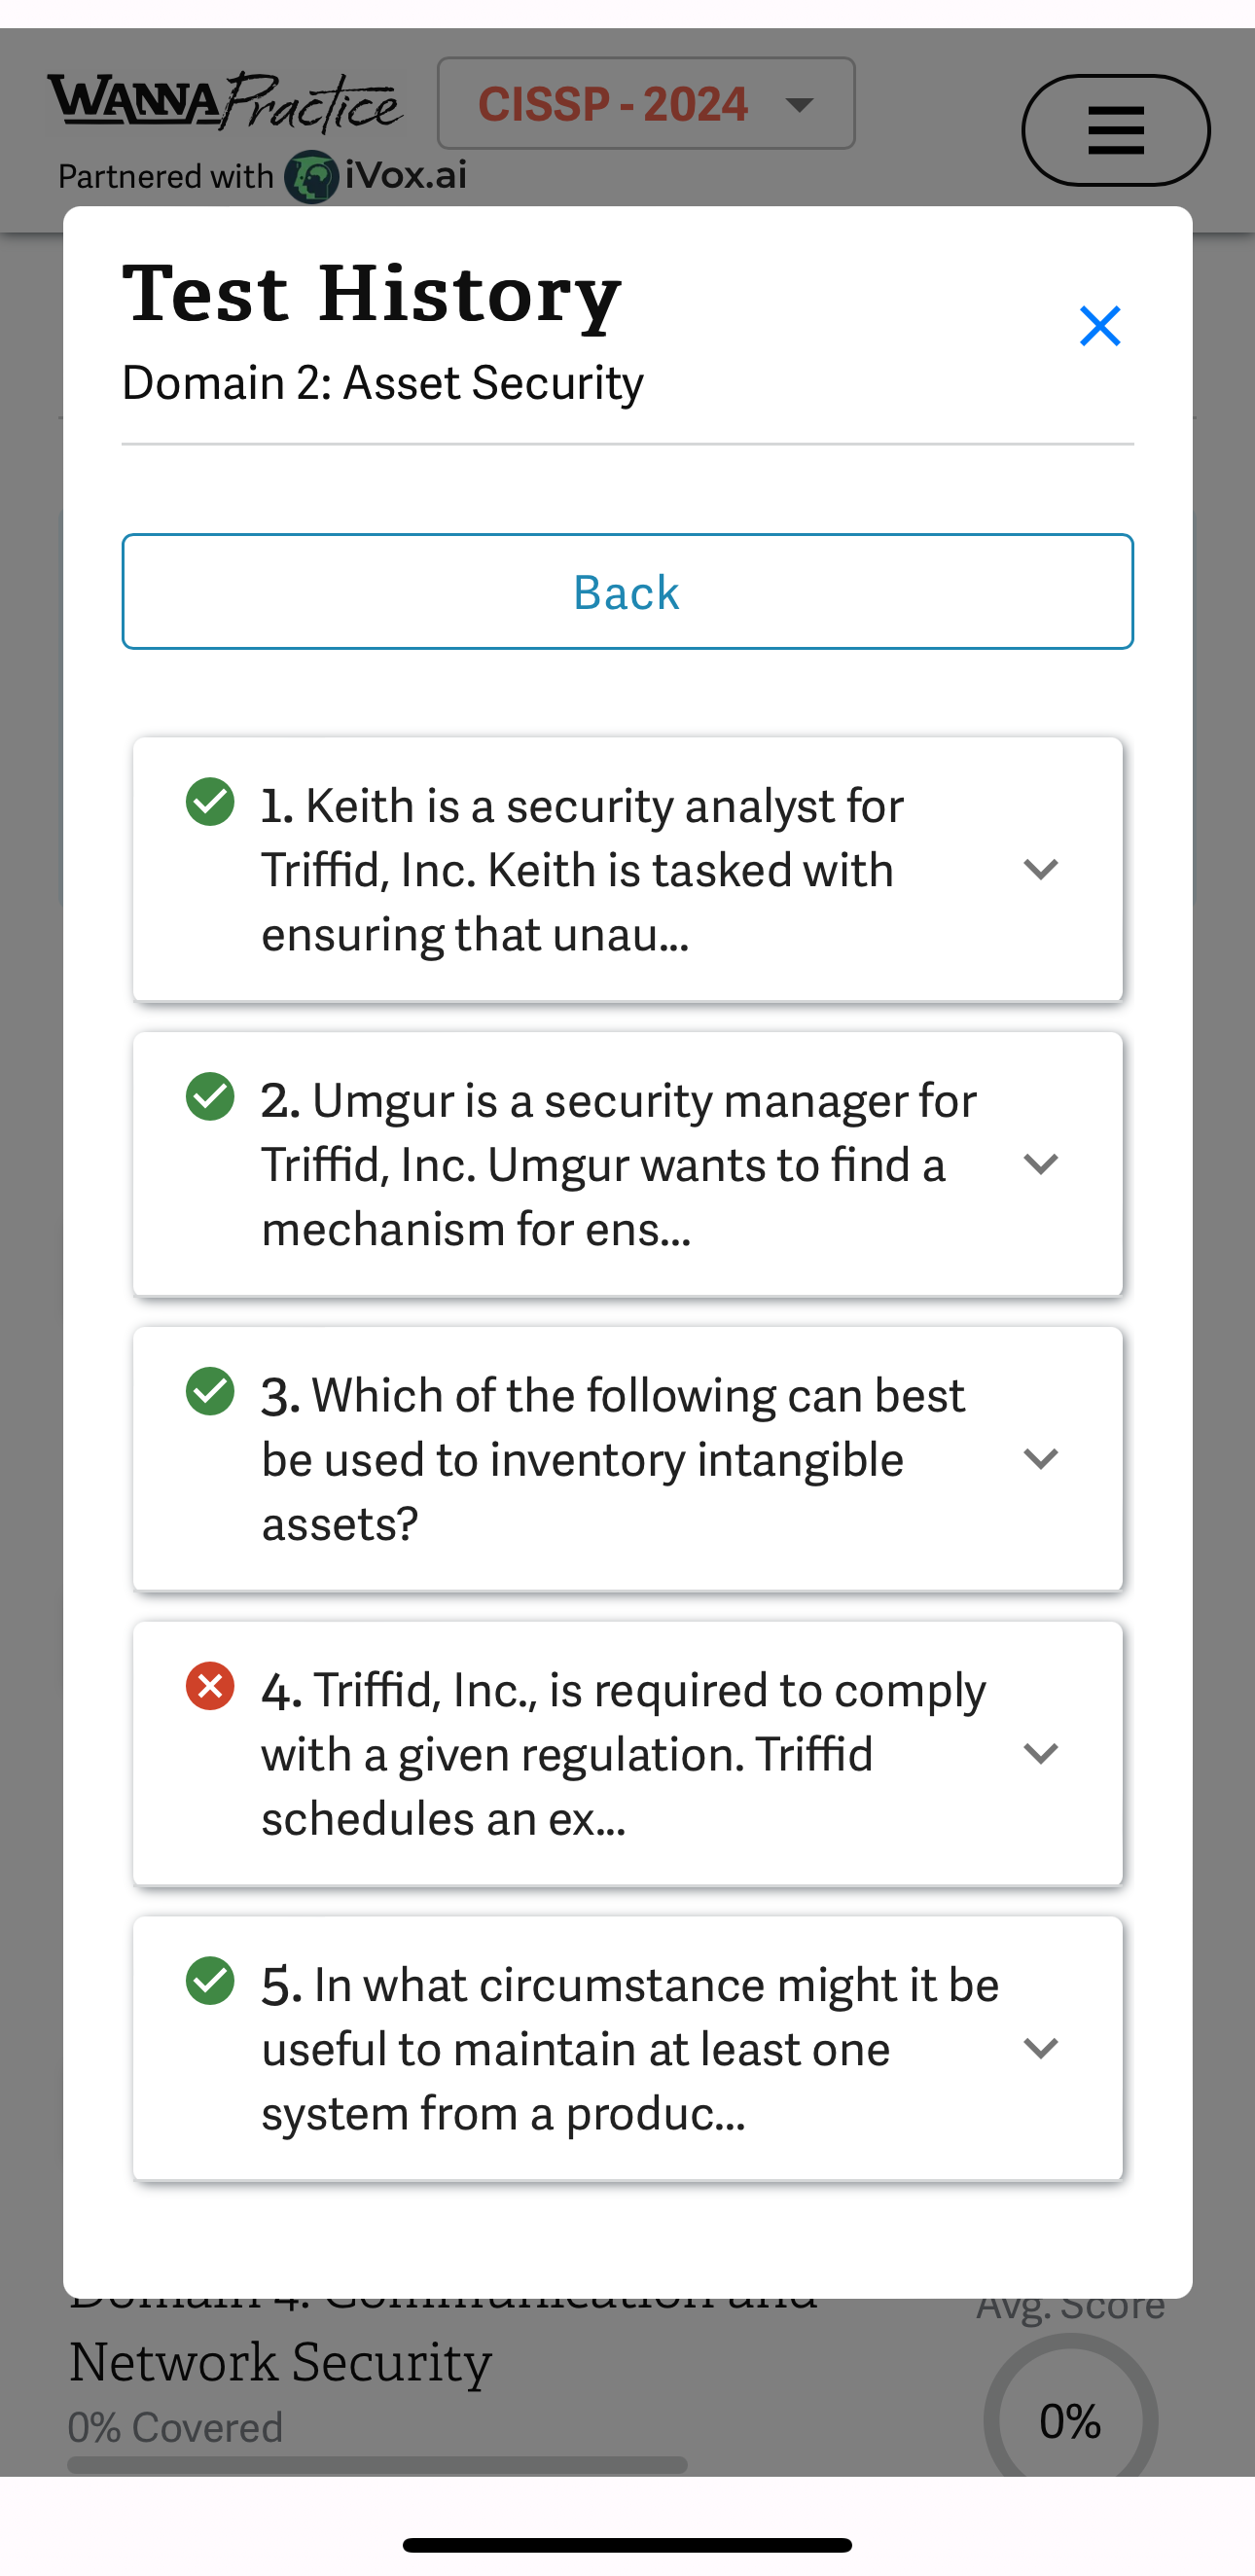 WANNA Practice
CISSP - 2024
Partnered with iVox.ai
Test History
Domain 2: Asset Security
Back
1. Keith is a security analyst for
Triffid, Inc. Keith is tasked with
ensuring that unau...
2. Umgur is a security manager for
Triffid, Inc. Umgur wants to find a
mechanism for ens...
3. Which of the following can best
be used to inventory intangible
assets?
4. Triffid, Inc., is required to comply
with a given regulation. Triffid
schedules an ex...
5. In what circumstance might it be
useful to maintain at least one
system from a produc...
Domain 4: Communication and
Avg. Score
Network Security
0% Covered
0%